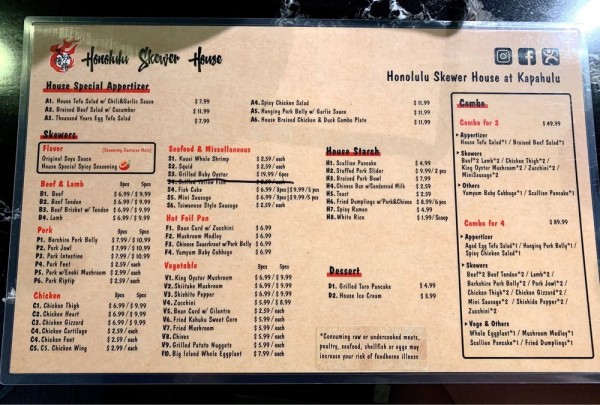 Honolulu Skewer House
Honolulu Skewer House at Kapahulu
House Special Appertizer
A1. House Tofu Salad w/ Chili&Garlic Sauce $7.99
A2. Braised Beef Salad w/ Cucumber $11.99
A3. Thousand Years Egg Tofu Salad $7.99
A4. Spicy Chicken Salad $11.99
A5. Hunging Pork Belly w/ Garlic Sauce $11.99
A6. House Braised Chicken & Duck Combo Plate $11.99
Skewers
Flavor
Original Soya Sauce
House Special Spicy Seasoning
Beef & Lamb 3pcs 5pcs
B1. Beef $6.99 / $9.99
B2. Beef Tendon $6.99 / $9.99
B3. Beef Brisket w/ Tendon $6.99 / $9.99
B4. Lamb $6.99 / $9.99
Pork 3pcs 5pcs
P1. Berchire Pork Belly $7.99 / $10.99
P2. Pork Jowl $7.99 / $10.99
P3. Pork Intestine $7.99 / $10.99
P4. Pork Feet $2.59 / each
P5. Pork w/Enoki Mushroom $2.99 / each
P6. Pork Riptip $2.59 / each
Chicken 3pcs 5pcs
C1. Chicken Thigh $6.99 / $9.99
C2. Chicken Heart $6.99 / $9.99
C3. Chicken Gizzard $6.99 / $9.99
C4. Chicken Cartilage $2.59 / each
C4. Chicken Feet $2.59 / each
C5. C5. Chicken Wing $2.99 / each
Seafood & Miscellaneous
S1. Kauai Whole Shrimp $2.59 / each
S2. Squid $2.59 / each
S3. Grilled Baby Oyster $19.99 / 6pcs
S4. Fish Cake $6.99 / 3pcs | $9.99 / 5 pcs
S5. Mini Sausage $6.99 / 3pcs | $9.99 / 5pcs
S6. Taiwanese Style Sausage $2.59 / each
Hot Foil Pan
F1. Bean Curd w/ Zucchini $6.99
F2. Mushroom Medley $6.99
F3. Chinese Sauerkraut w/Pork Belly $6.99
F4. Yumyum Baby Cabbage $6.99
Vegetable 3pcs 5pcs
V1. King Oyster Mushroom $6.99 / $9.99
V2. Shiitake Mushroom $6.99 / $9.99
V3. Shishito Pepper $6.99 / $9.99
V4. Zucchini $5.99 / $8.99
V5. Bean Curd w/ Cilantro $2.59 / each
V6. Fried Kahuku Sweet Corn $5.99 / each
V7. Fried Mushroom $5.99 / each
V8. Chives $5.99 / each
V9. Grilled Potato Nuggets $5.99 / each
V10. Big Island Whole Eggplant $7.99 / each
House Starch
H1. Scallion Pancake $4.99
H2. Stuffed Pork Slider $9.99 / 2 pcs
H3. Braised Pork Bowl $7.99
H4. Chinese Bun w/Condensed Milk $2.59
H5. Toast $2.59
H6. Fried Dumplings w/Pork&Chives $8.99 / 6 pcs
H7. Spicy Ramen $4.99
H8. White Rice $1.99/ Scoop
Dessert
D1. Grilled Taro Pancake $4.99
D2. House Ice Cream $8.99
*Consuming raw or undercooked meats,
poultry, seafood, shellfish or eggs may
increase your risk of foodborne illness
Combo
Combo for 2 $49.99
Appertizer
House Tofu Salad*1 / Braised Beef Salad*1
Skewers
Beef*2 Lamb*2 / Chicken Thigh*2 /
King Oyster Mushroom*2 / Zucchini*2 /
MiniSausage*2
Others
Yumyum Baby Cabbage*1 / Scallion Pancake*1
Combo for 4 $89.99
Appertizer
Aged Egg Tofu Salad*1 / Hunging Pork Belly*1 /
Spicy Chicken Salad*1
Skewers
Beef*2 Beef Tendon*2 / Lamb*2 /
Berkshire Pork Belly*2 / Pork Jowl*2 /
Chicken Thigh*2 / Chicken Gizzard*2 /
Mini Sausage*2 / Shishido Pepper*2 /
Zucchini*2
Vege & Others
Whole Eggplant*1 / Mushroom Medley*1
Scallion Pancake*1 / Fried Dumplings*1